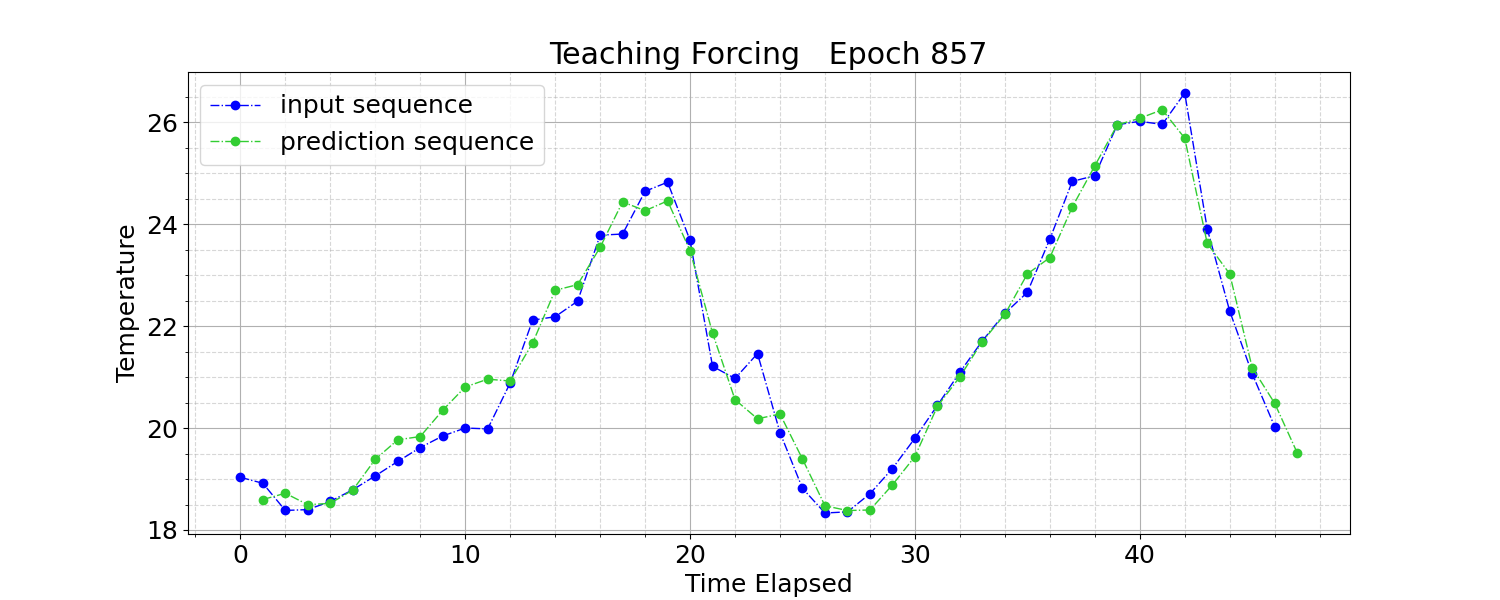 Teaching Forcing   Epoch 857
input sequence
prediction sequence
26
24
22
20
18
Temperature
0 10 20 30 40
Time Elapsed